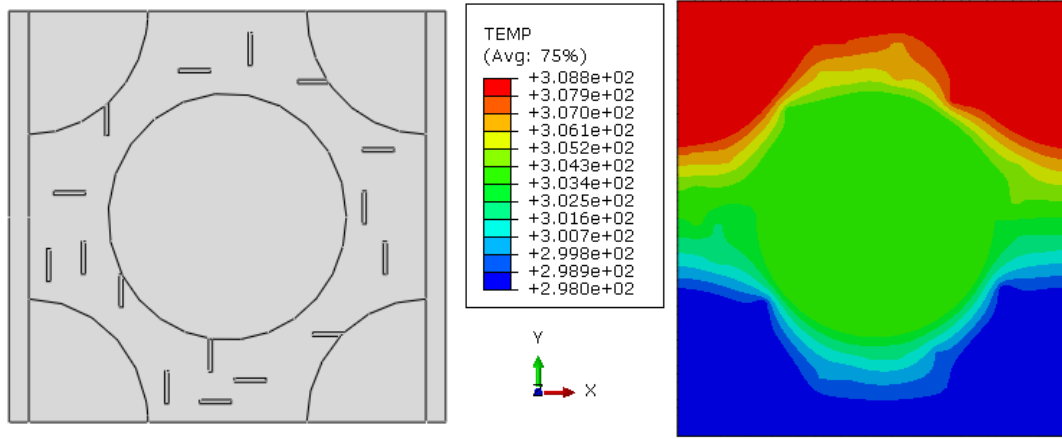 TEMP
(Avg: 75%)
+3.088e+02
+3.079e+02
+3.070e+02
+3.061e+02
+3.052e+02
+3.043e+02
+3.034e+02
+3.025e+02
+3.016e+02
+3.007e+02
+2.998e+02
+2.989e+02
+2.980e+02
Y
Z
X